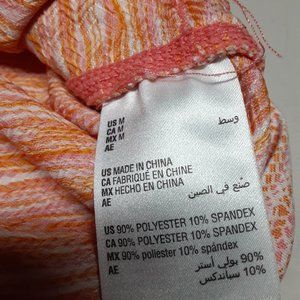 US M
CA M
MX M
AE وسط
US MADE IN CHINA
CA FABRIQUÉ EN CHINE
MX HECHO EN CHINA
AE صنع في الصين
US 90% POLYESTER 10% SPANDEX
CA 90% POLYESTER 10% SPANDEX
MX 90% poliéster 10% spándex
AE 90% بولي أستر
10% سباندكس